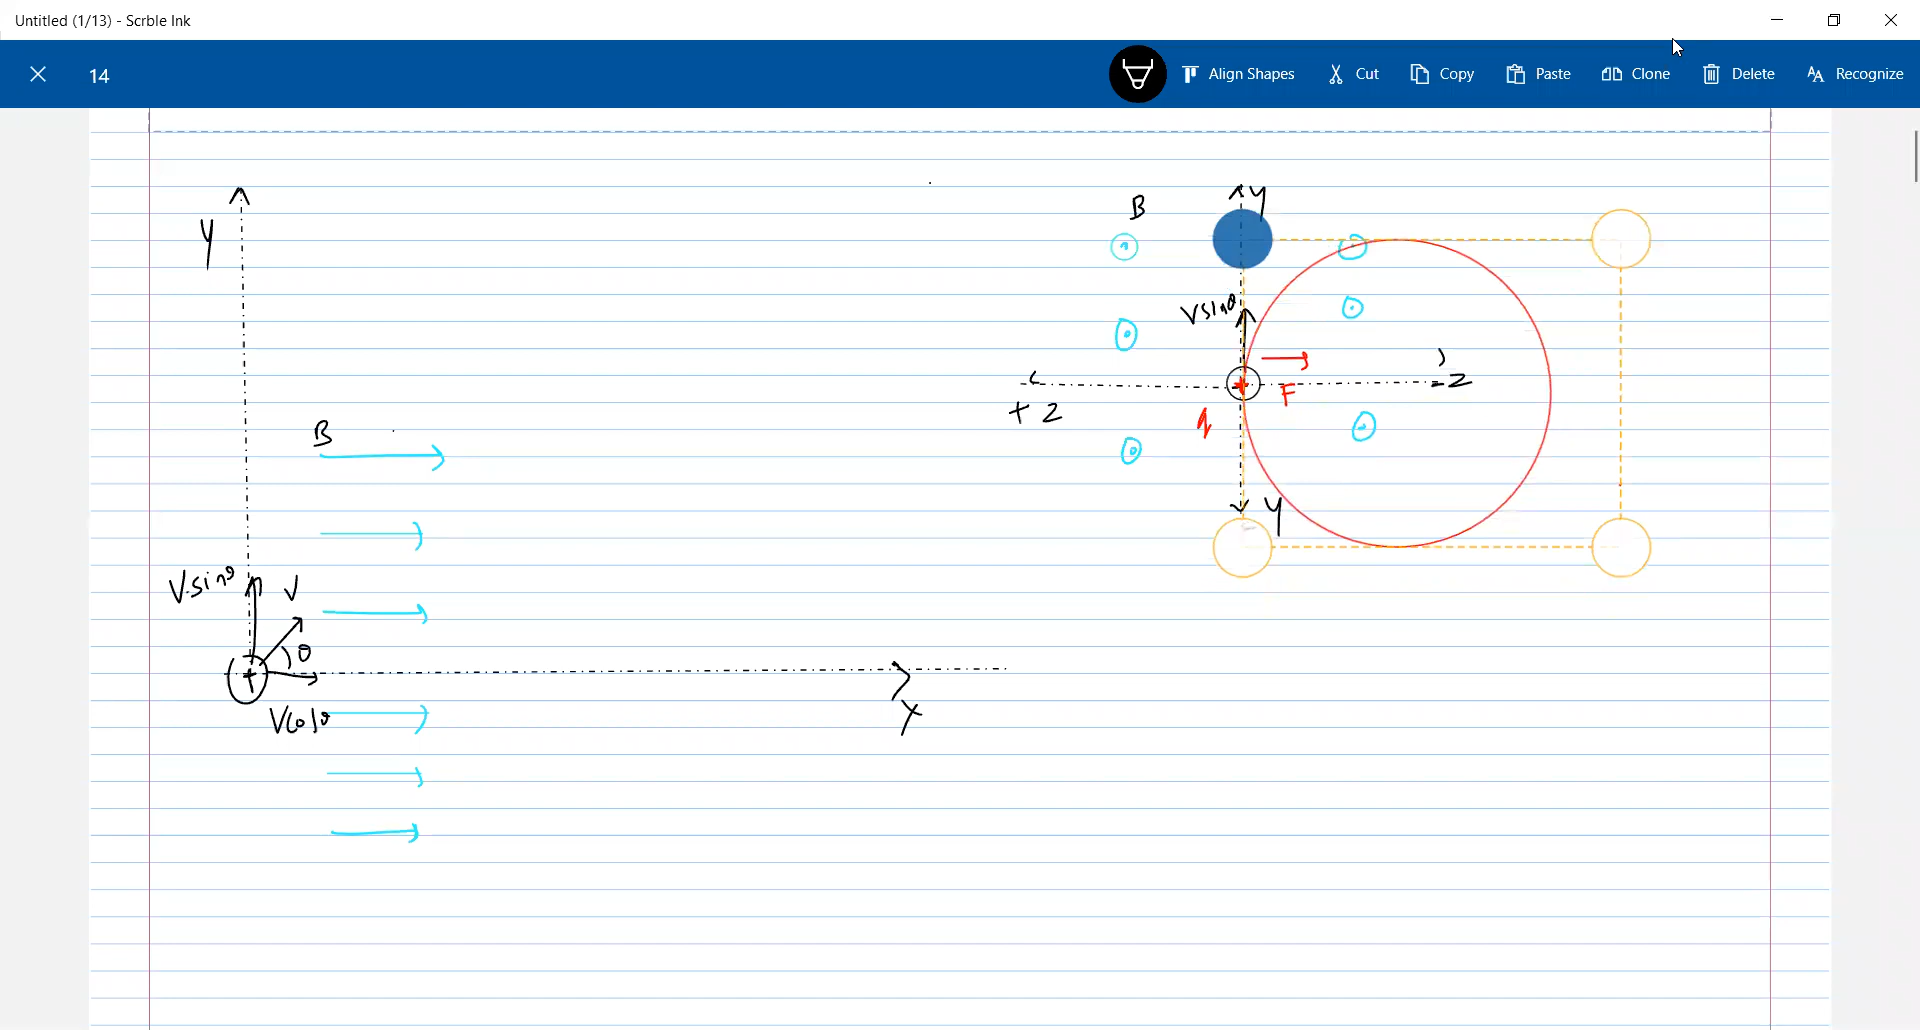 Untitled (1/13) - Scrble Ink
14
Align Shapes
Cut
Copy
Paste
Clone
Delete
Recognize
y
B
y
Vsinθ
+ z
-z
q
F
y
B
V.sinθ
V
θ
Vcosθ
x